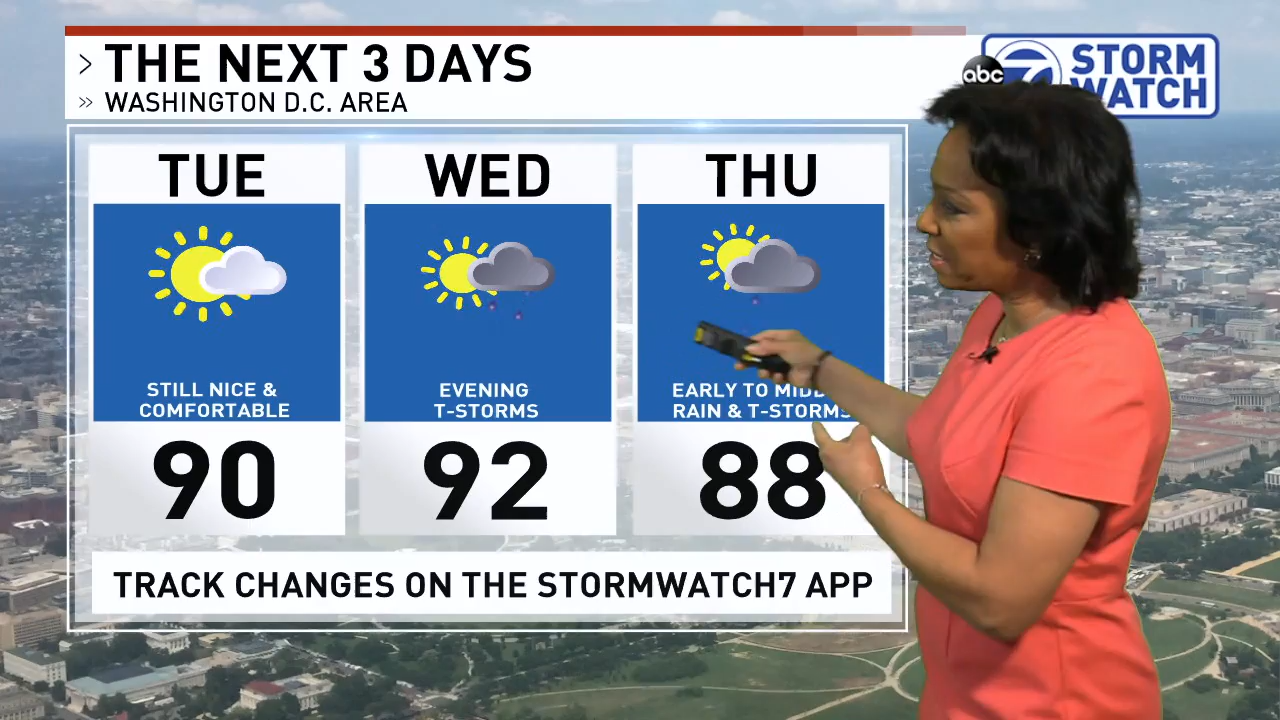 > THE NEXT 3 DAYS
» WASHINGTON D.C. AREA
abc 7 STORM
WATCH
TUE
STILL NICE &
COMFORTABLE
90
WED
EVENING
T-STORMS
92
THU
EARLY TO
RAIN & T-STORMS
88
TRACK CHANGES ON THE STORMWATCH7 APP